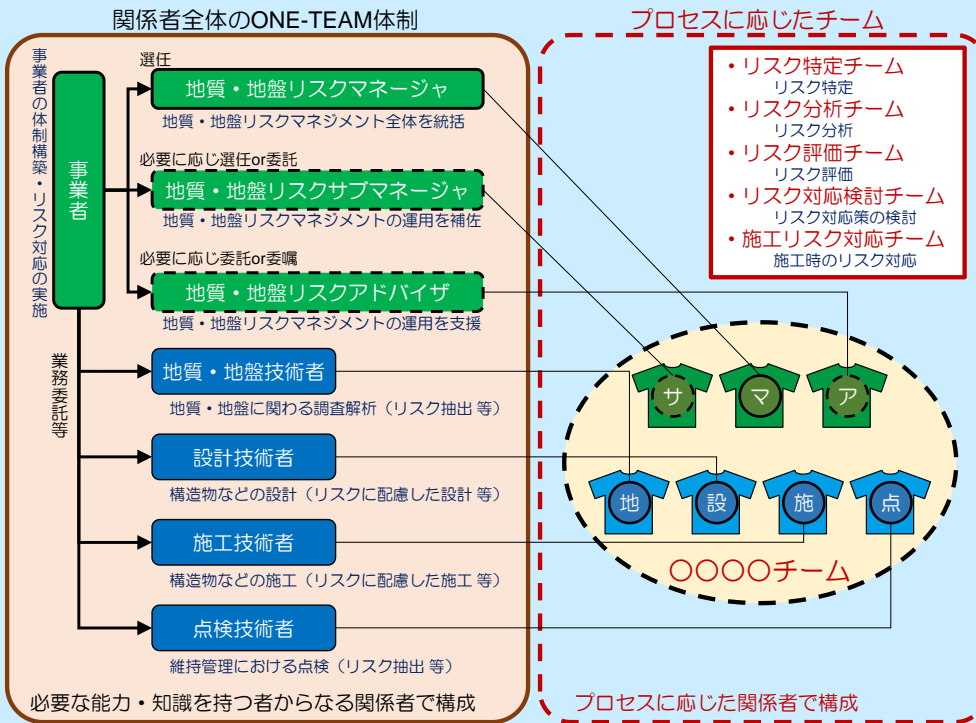 関係者全体のONE-TEAM体制
事業者の体制構築・リスク対応の実施
事業者
選任
地質・地盤リスクマネージャ
地質・地盤リスクマネジメント全体を統括
必要に応じ選任or委託
地質・地盤リスクサブマネージャ
地質・地盤リスクマネジメントの運用を補佐
必要に応じ委託or委嘱
地質・地盤リスクアドバイザ
地質・地盤リスクマネジメントの運用を支援
業務委託等
地質・地盤技術者
地質・地盤に関わる調査解析（リスク抽出 等）
設計技術者
構造物などの設計（リスクに配慮した設計 等）
施工技術者
構造物などの施工（リスクに配慮した施工 等）
点検技術者
維持管理における点検（リスク抽出 等）
必要な能力・知識を持つ者からなる関係者で構成
プロセスに応じたチーム
・リスク特定チーム
リスク特定
・リスク分析チーム
リスク分析
・リスク評価チーム
リスク評価
・リスク対応検討チーム
リスク対応策の検討
・施工リスク対応チーム
施工時のリスク対応
サ マ ア
地 設 施 点
〇〇〇〇チーム
プロセスに応じた関係者で構成